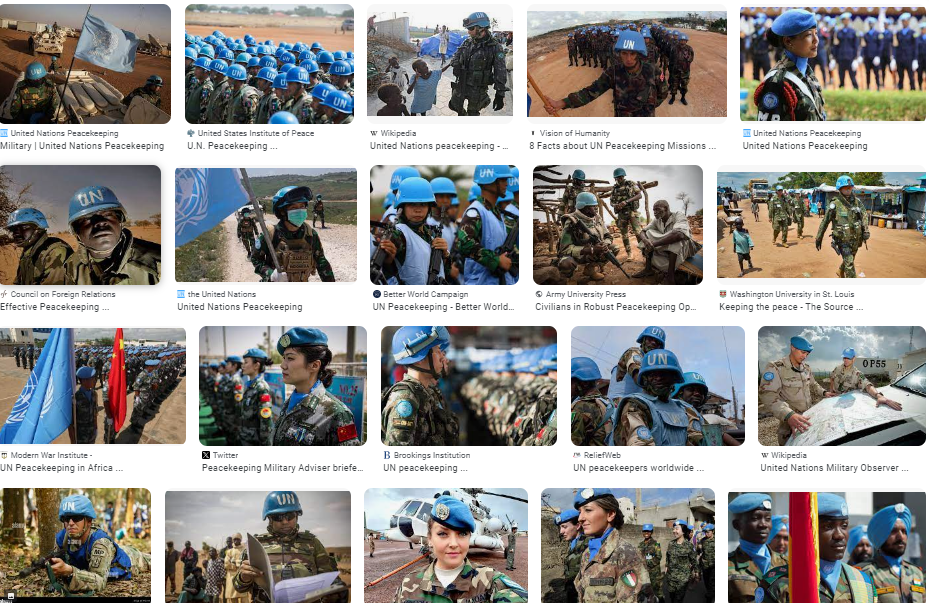 United Nations Peacekeeping
Military | United Nations Peacekeeping
United States Institute of Peace
U.N. Peacekeeping ...
Wikipedia
United Nations peacekeeping - ...
Vision of Humanity
8 Facts about UN Peacekeeping Missions ...
United Nations Peacekeeping
United Nations Peacekeeping
Council on Foreign Relations
Effective Peacekeeping ...
the United Nations
United Nations Peacekeeping
Better World Campaign
UN Peacekeeping - Better World...
Army University Press
Civilians in Robust Peacekeeping Op...
Washington University in St. Louis
Keeping the peace - The Source ...
OP55
Modern War Institute -
UN Peacekeeping in Africa ...
Twitter
Peacekeeping Military Adviser briefe...
Brookings Institution
UN peacekeeping ...
ReliefWeb
UN peacekeepers worldwide ...
Wikipedia
United Nations Military Observer ...
UN
UN